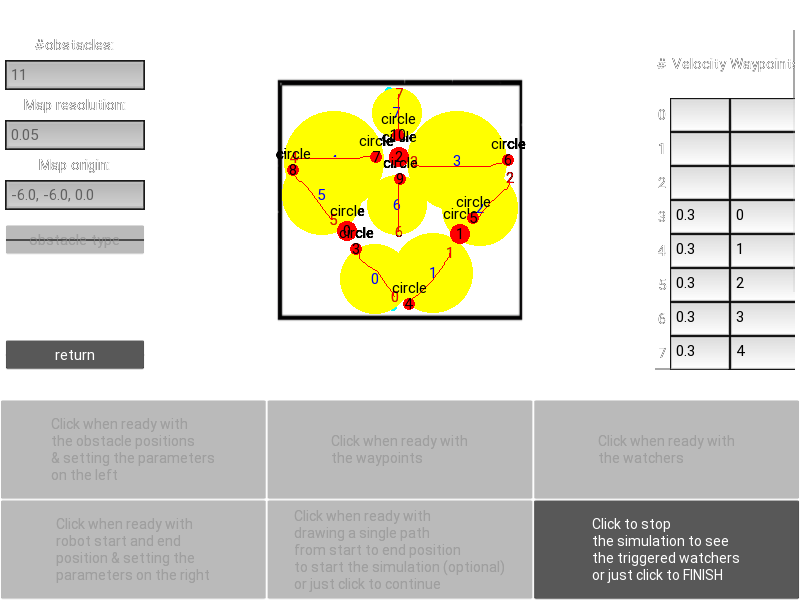 #obstacles:
11
Map resolution:
0.05
Map origin:
-6.0, -6.0, 0.0
obstacle type
return
7
7
circle
10
circle
circle
circle
circle
circle
7
2
3
6
8
9
2
5
6
circle
circle
circle
5
0
5
1
6
circle
3
1
0
1
circle
0
4
# Velocity Waypoints
0
1
2
3 0.3 0
4 0.3 1
5 0.3 2
6 0.3 3
7 0.3 4
Click when ready with
the obstacle positions
& setting the parameters
on the left
Click when ready with
the waypoints
Click when ready with
the watchers
Click when ready with
robot start and end
position & setting the
parameters on the right
Click when ready with
drawing a single path
from start to end position
to start the simulation (optional)
or just click to continue
Click to stop
the simulation to see
the triggered watchers
or just click to FINISH